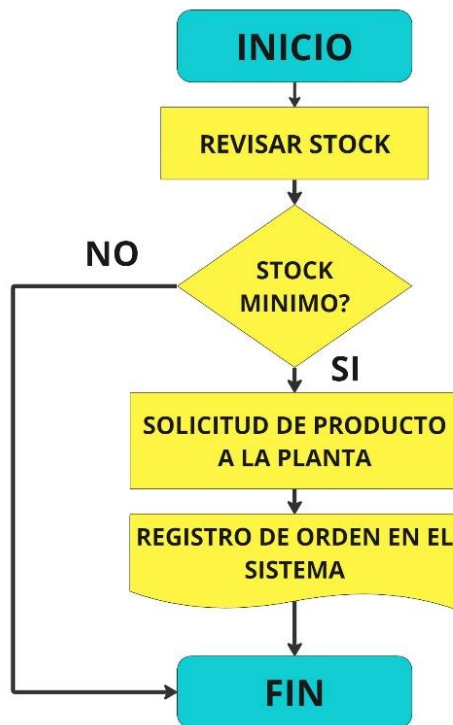 INICIO
REVISAR STOCK
NO
STOCK
MINIMO?
SI
SOLICITUD DE PRODUCTO
A LA PLANTA
REGISTRO DE ORDEN EN EL
SISTEMA
FIN